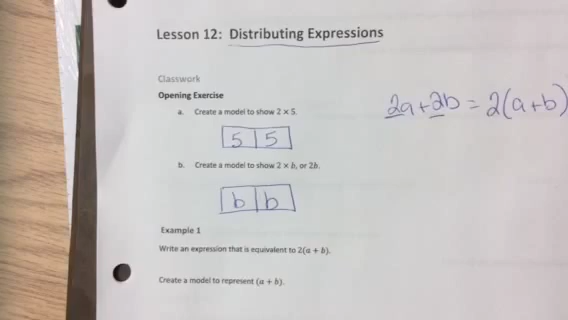 Lesson 12: Distributing Expressions
Classwork
Opening Exercise
a. Create a model to show 2 × 5.
2a+2b = 2(a+b)
5 5
b. Create a model to show 2 × b, or 2b.
b b
Example 1
Write an expression that is equivalent to 2(a + b).
Create a model to represent (a + b).